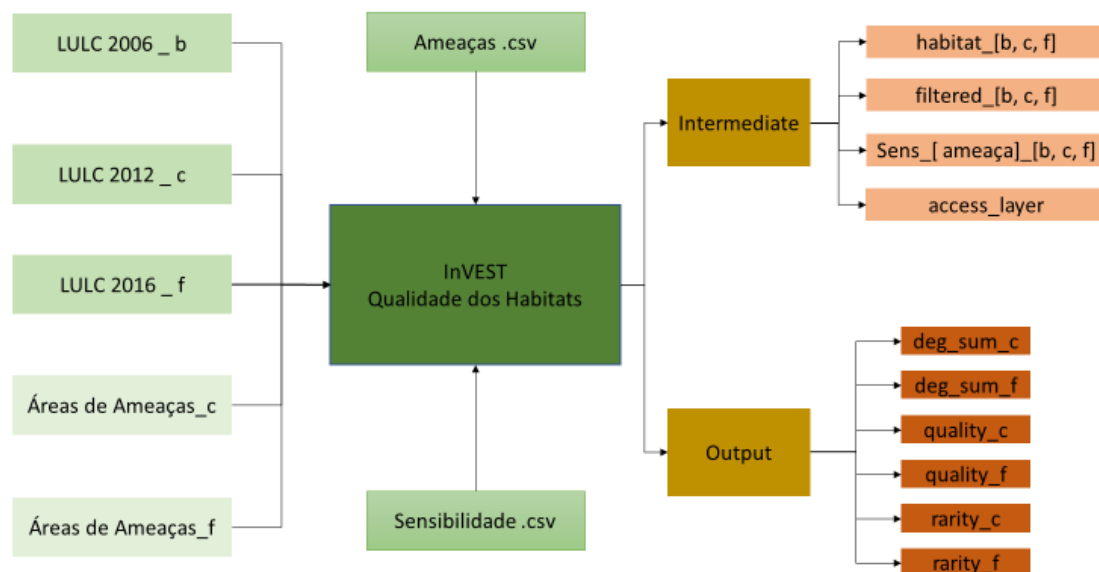 LULC 2006 _ b
LULC 2012 _ c
LULC 2016 _ f
Áreas de Ameaças_c
Áreas de Ameaças_f
Ameaças .csv
InVEST
Qualidade dos Habitats
Sensibilidade .csv
Intermediate
Output
habitat_[b, c, f]
filtered_[b, c, f]
Sens_[ ameaça]_[b, c, f]
access_layer
deg_sum_c
deg_sum_f
quality_c
quality_f
rarity_c
rarity_f